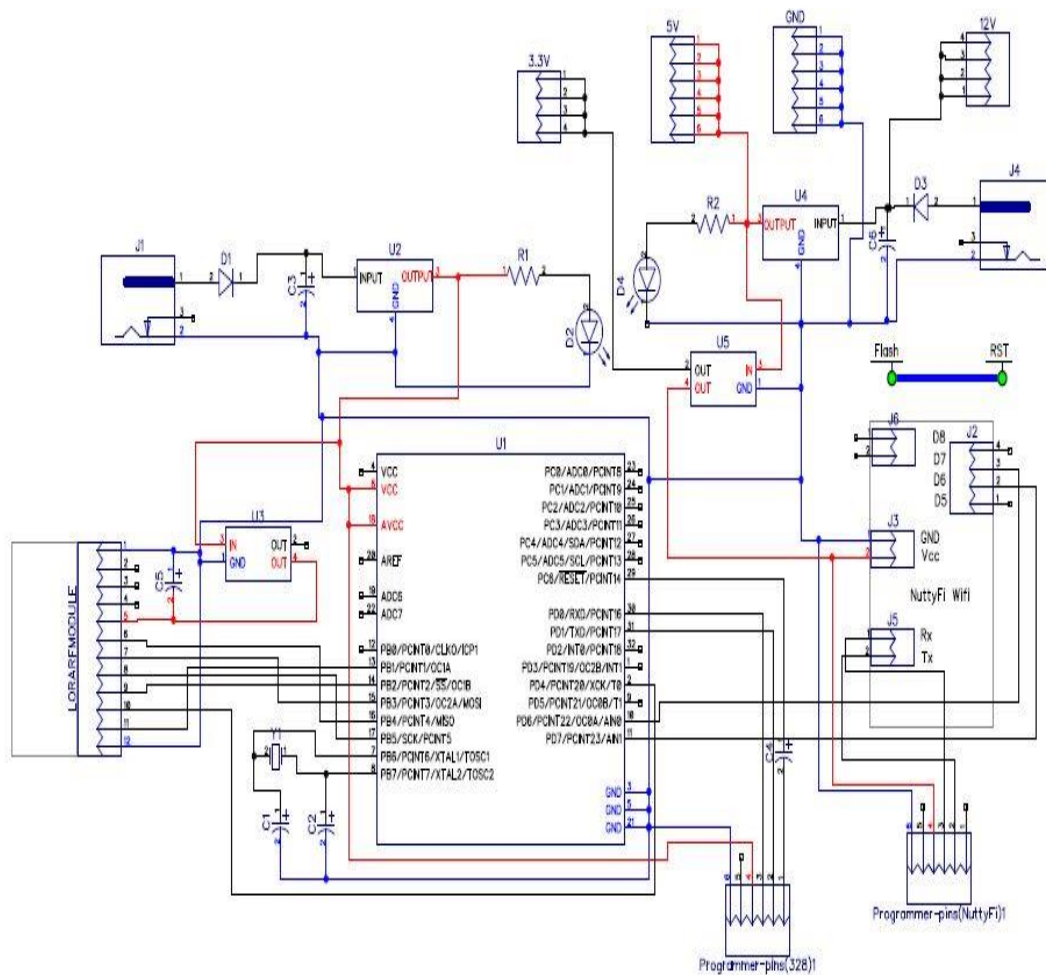 GND
5V
12V
3.3V
J4
D3
R2
U4
OUTPUT
INPUT
GND
C6
J1
D1
C3
U2
INPUT
OUTPUT
GND
R1
D2
D4
U5
OUT
IN
OUT
GND
Flash
RST
J6
J2
D8
D7
D6
D5
J3
GND
Vcc
NuttyFi Wifi
J5
Rx
Tx
U1
VCC
VCC
AVCC
AREF
ADC6
ADC7
PB0/PCINT0/CLKO/ICP1
PB1/PCINT1/OC1A
PB2/PCINT2/SS/OC1B
PB3/PCINT3/OC2A/MOSI
PB4/PCINT4/MISO
PB5/SCK/PCINT5
PB6/PCINT6/XTAL1/TOSC1
PB7/PCINT7/XTAL2/TOSC2
PC0/ADC0/PCINT8
PC1/ADC1/PCINT9
PC2/ADC2/PCINT10
PC3/ADC3/PCINT11
PC4/ADC4/SDA/PCINT12
PC5/ADC5/SCL/PCINT13
PC6/RESET/PCINT14
PD0/RXD/PCINT16
PD1/TXD/PCINT17
PD2/INT0/PCINT18
PD3/PCINT19/OC2B/INT1
PD4/PCINT20/XCK/T0
PD5/PCINT21/OC0B/T1
PD6/PCINT22/OC0A/AIN0
PD7/PCINT23/AIN1
GND
GND
GND
U3
IN
OUT
GND
OUT
C5
LORARFMODULE
Y1
C1
C2
C4
Programmer-pins(NuttyFi)1
Programmer-pins(328)1